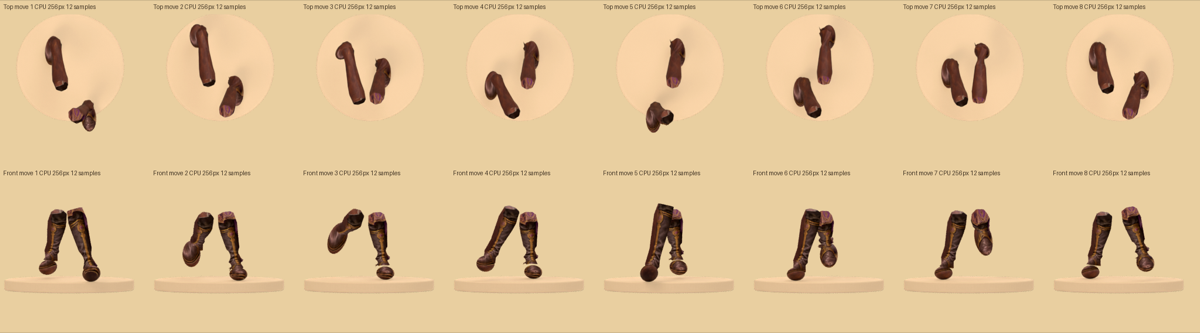 Top move 1 CPU 256px 12 samples
Top move 2 CPU 256px 12 samples
Top move 3 CPU 256px 12 samples
Top move 4 CPU 256px 12 samples
Top move 5 CPU 256px 12 samples
Top move 6 CPU 256px 12 samples
Top move 7 CPU 256px 12 samples
Top move 8 CPU 256px 12 samples
Front move 1 CPU 256px 12 samples
Front move 2 CPU 256px 12 samples
Front move 3 CPU 256px 12 samples
Front move 4 CPU 256px 12 samples
Front move 5 CPU 256px 12 samples
Front move 6 CPU 256px 12 samples
Front move 7 CPU 256px 12 samples
Front move 8 CPU 256px 12 samples